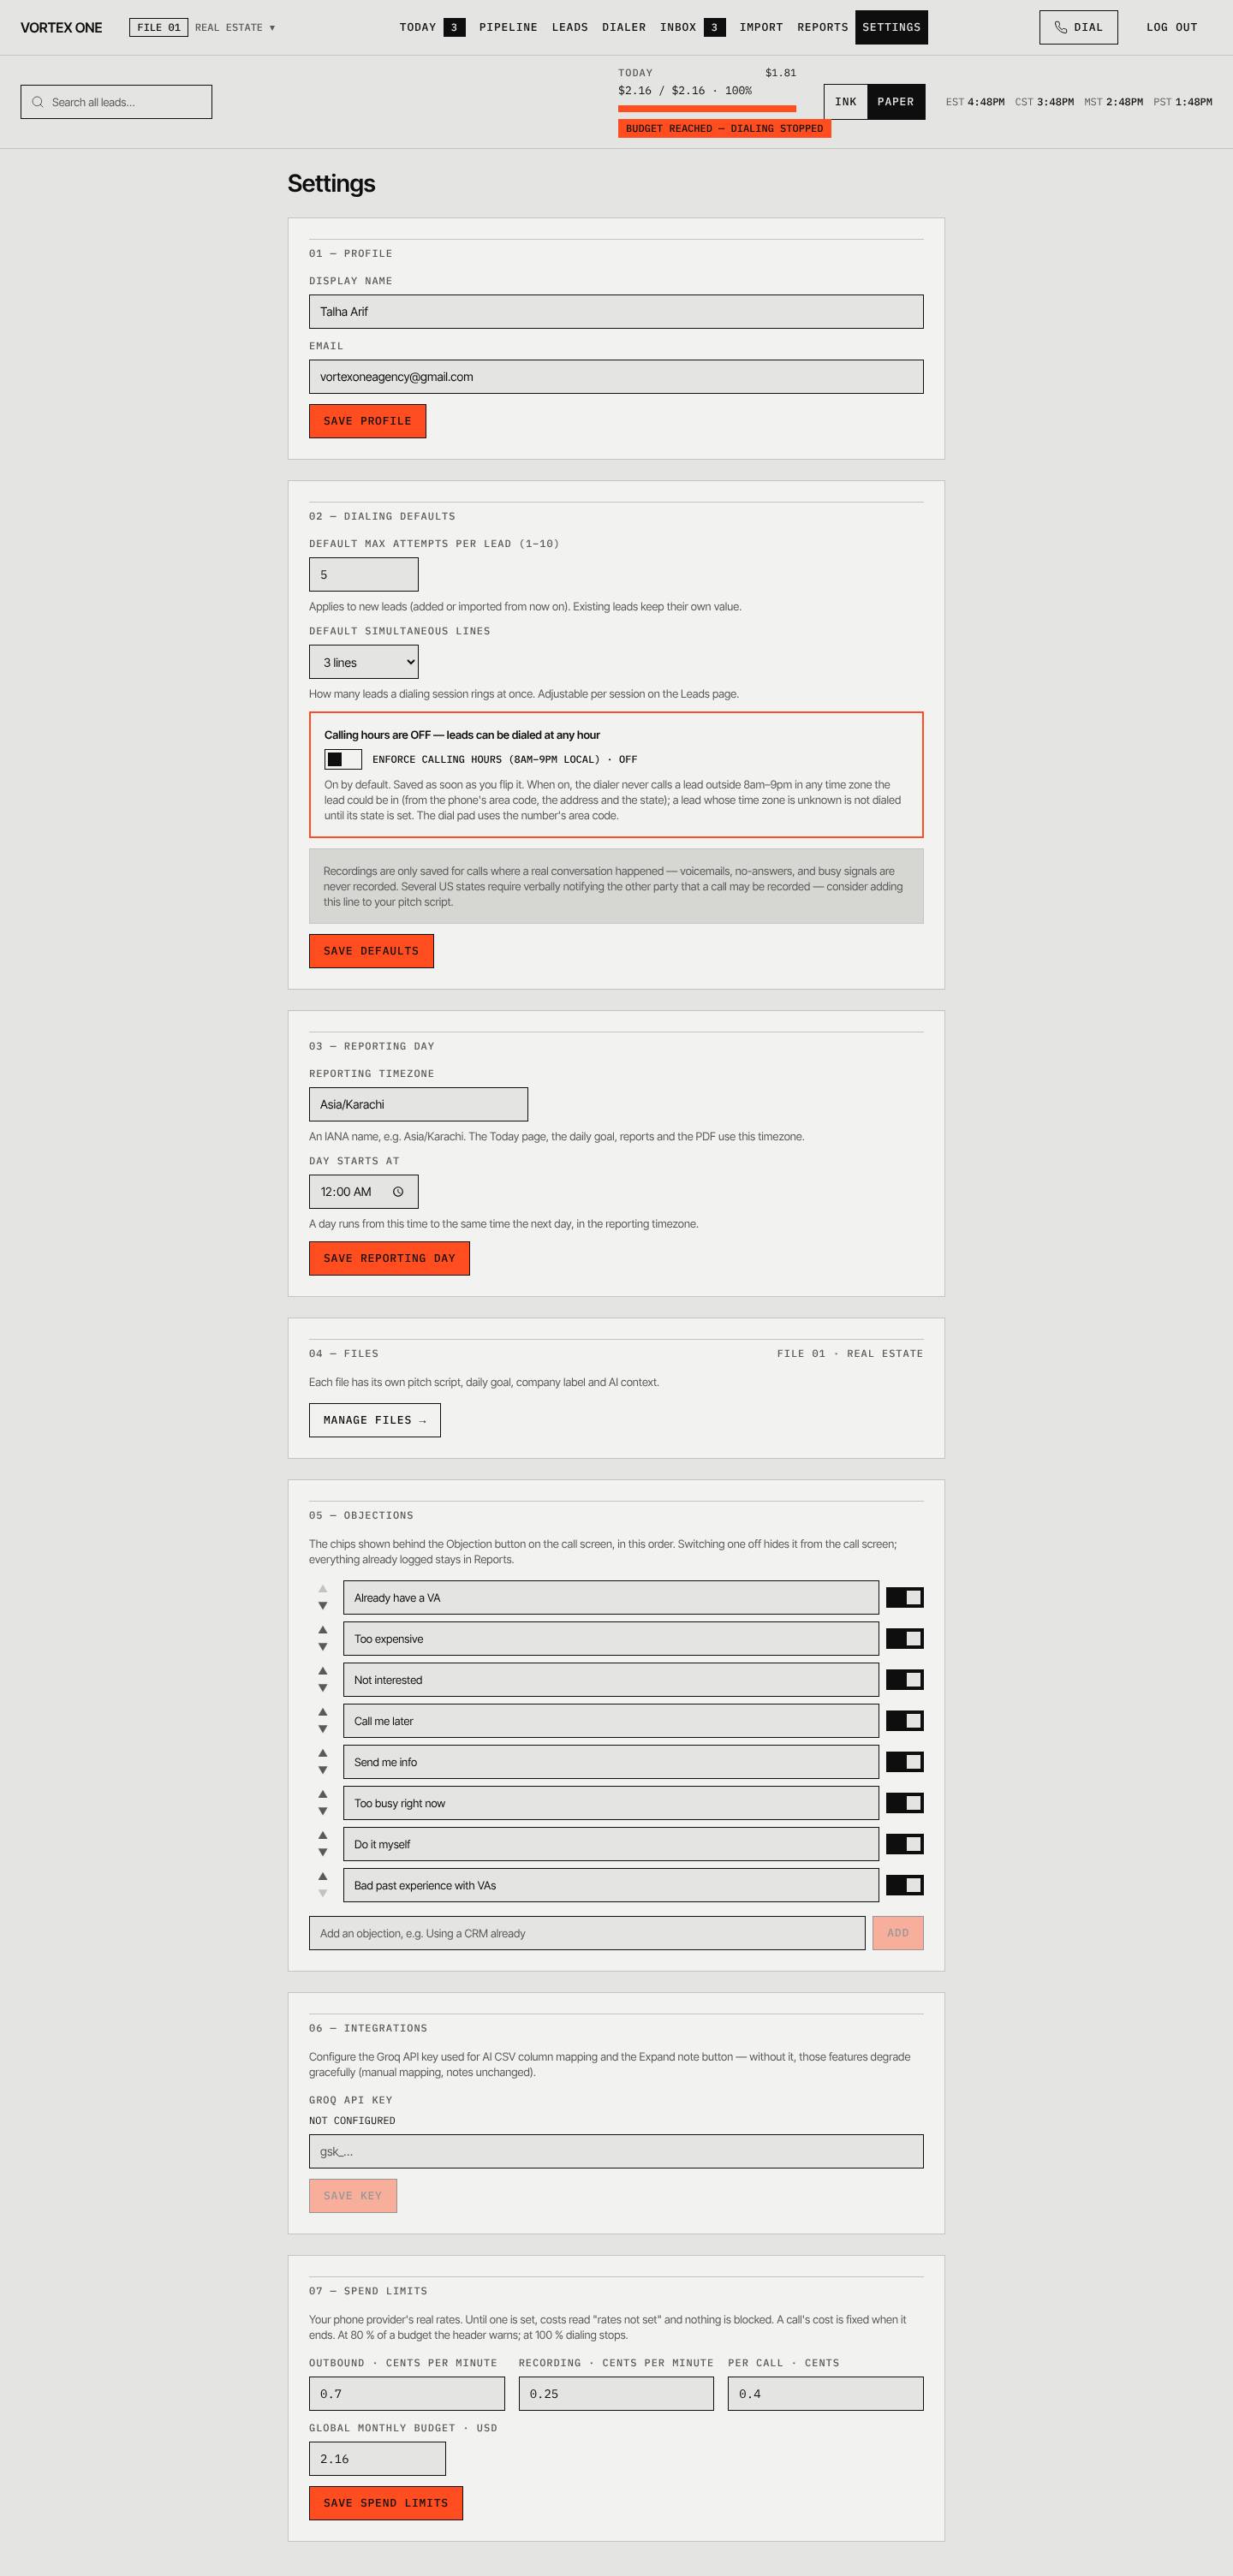 VORTEX ONE
FILE 01 REAL ESTATE ▾
TODAY 3 PIPELINE LEADS DIALER INBOX 3 IMPORT REPORTS SETTINGS
DIAL
LOG OUT
Search all leads...
TODAY $1.81
$2.16 / $2.16 · 100%
BUDGET REACHED — DIALING STOPPED
INK PAPER
EST 4:48PM CST 3:48PM MST 2:48PM PST 1:48PM
Settings
01 — PROFILE
DISPLAY NAME
Talha Arif
EMAIL
vortexoneagency@gmail.com
SAVE PROFILE
02 — DIALING DEFAULTS
DEFAULT MAX ATTEMPTS PER LEAD (1–10)
5
Applies to new leads (added or imported from now on). Existing leads keep their own value.
DEFAULT SIMULTANEOUS LINES
3 lines
How many leads a dialing session rings at once. Adjustable per session on the Leads page.
Calling hours are OFF — leads can be dialed at any hour
ENFORCE CALLING HOURS (8AM–9PM LOCAL) · OFF
On by default. Saved as soon as you flip it. When on, the dialer never calls a lead outside 8am–9pm in any time zone the
lead could be in (from the phone's area code, the address and the state); a lead whose time zone is unknown is not dialed
until its state is set. The dial pad uses the number's area code.
Recordings are only saved for calls where a real conversation happened — voicemails, no-answers, and busy signals are
never recorded. Several US states require verbally notifying the other party that a call may be recorded — consider adding
this line to your pitch script.
SAVE DEFAULTS
03 — REPORTING DAY
REPORTING TIMEZONE
Asia/Karachi
An IANA name, e.g. Asia/Karachi. The Today page, the daily goal, reports and the PDF use this timezone.
DAY STARTS AT
12:00 AM
A day runs from this time to the same time the next day, in the reporting timezone.
SAVE REPORTING DAY
04 — FILES
FILE 01 · REAL ESTATE
Each file has its own pitch script, daily goal, company label and AI context.
MANAGE FILES →
05 — OBJECTIONS
The chips shown behind the Objection button on the call screen, in this order. Switching one off hides it from the call screen;
everything already logged stays in Reports.
Already have a VA
Too expensive
Not interested
Call me later
Send me info
Too busy right now
Do it myself
Bad past experience with VAs
Add an objection, e.g. Using a CRM already
ADD
06 — INTEGRATIONS
Configure the Groq API key used for AI CSV column mapping and the Expand note button — without it, those features degrade
gracefully (manual mapping, notes unchanged).
GROQ API KEY
NOT CONFIGURED
gsk_...
SAVE KEY
07 — SPEND LIMITS
Your phone provider's real rates. Until one is set, costs read "rates not set" and nothing is blocked. A call's cost is fixed when it
ends. At 80 % of a budget the header warns; at 100 % dialing stops.
OUTBOUND · CENTS PER MINUTE RECORDING · CENTS PER MINUTE PER CALL · CENTS
0.7 0.25 0.4
GLOBAL MONTHLY BUDGET · USD
2.16
SAVE SPEND LIMITS